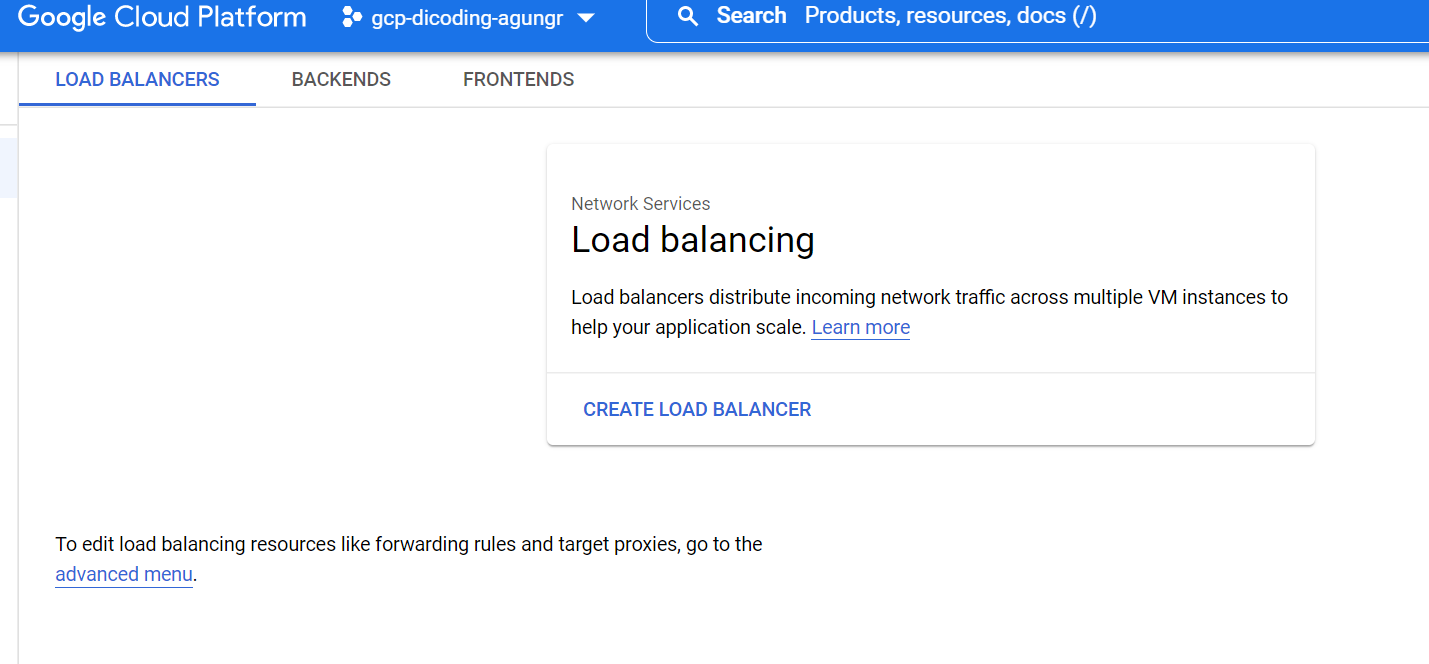 Google Cloud Platform gcp-dicoding-agungr Search Products, resources, docs (/)
LOAD BALANCERS BACKENDS FRONTENDS
Network Services
Load balancing
Load balancers distribute incoming network traffic across multiple VM instances to
help your application scale. Learn more
CREATE LOAD BALANCER
To edit load balancing resources like forwarding rules and target proxies, go to the
advanced menu.